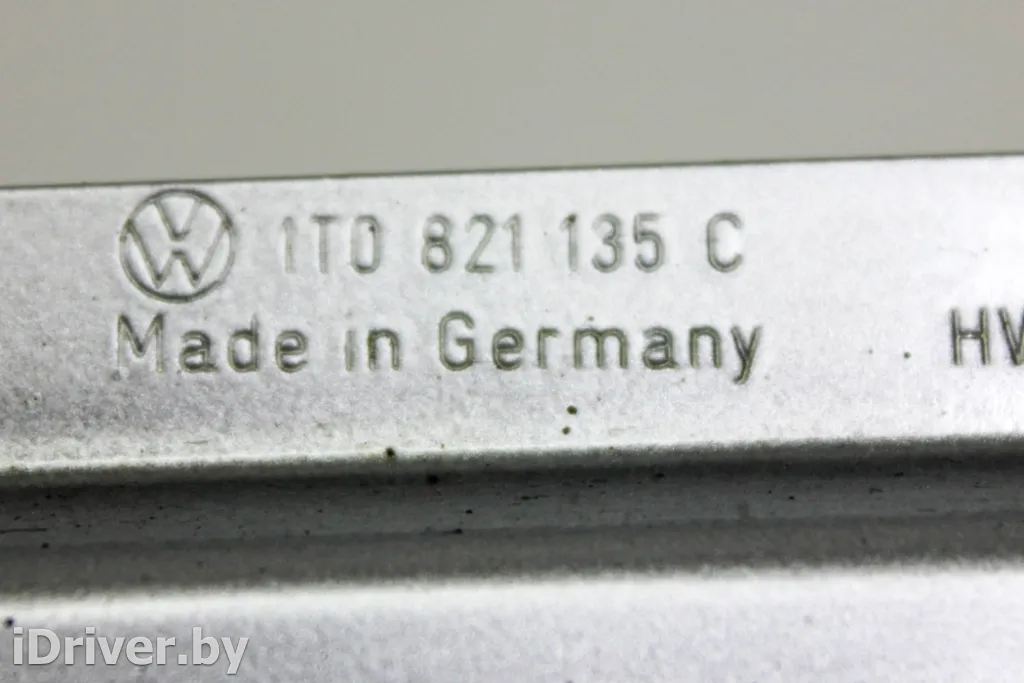 1T0 821 135 C
Made in Germany
iDriver.by